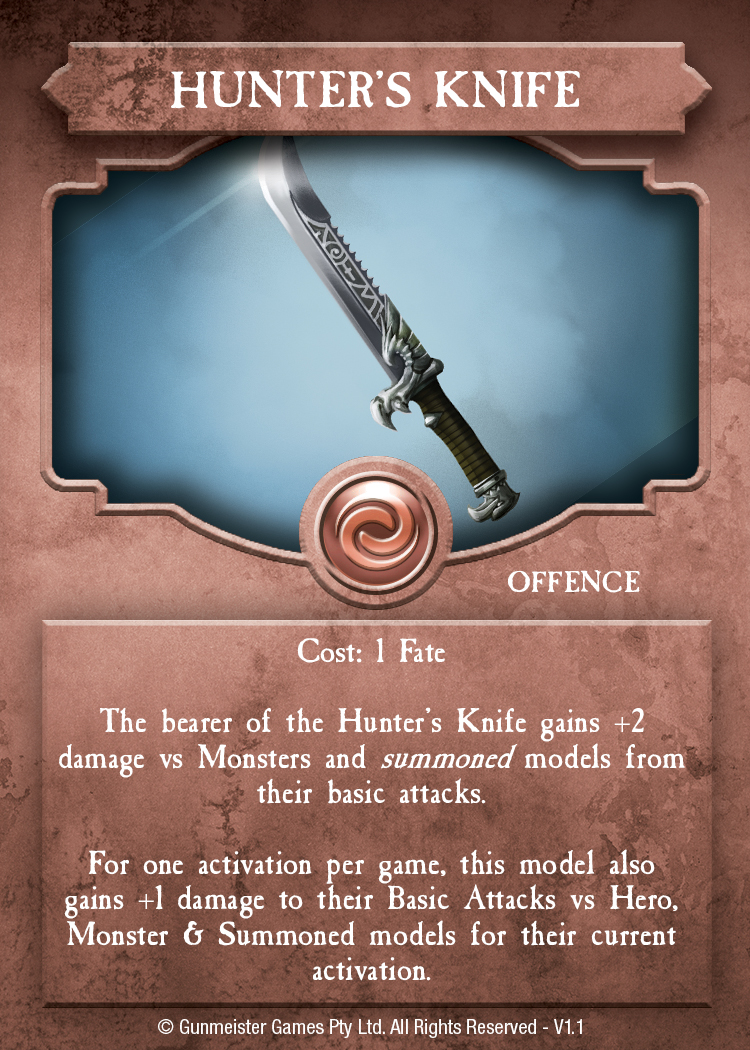 HUNTER'S KNIFE
OFFENCE
Cost: 1 Fate
The bearer of the Hunter's Knife gains +2
damage vs Monsters and summoned models from
their basic attacks.
For one activation per game, this model also
gains +1 damage to their Basic Attacks vs Hero,
Monster & Summoned models for their current
activation.
© Gunmeister Games Pty Ltd. All Rights Reserved - V1.1